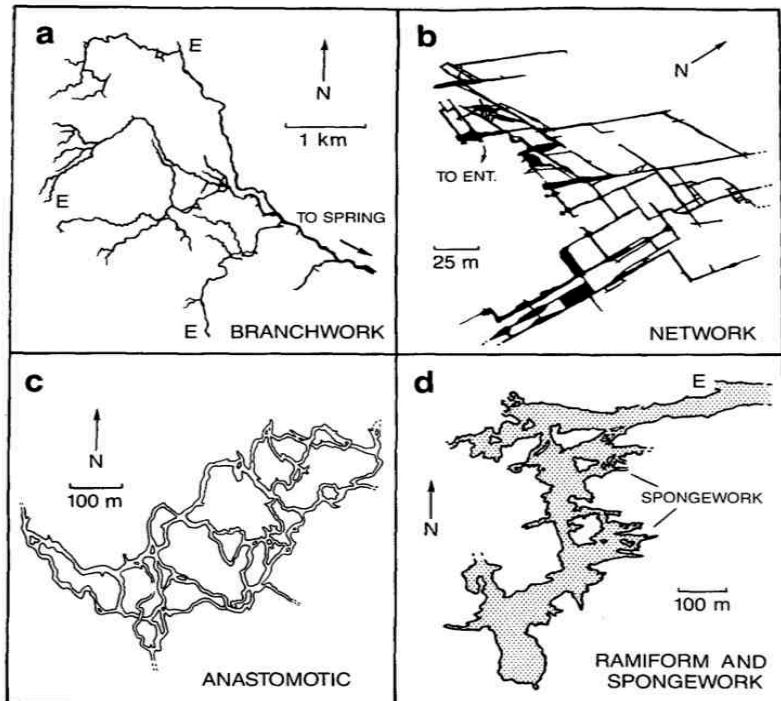 a
E
N
1 km
E
TO SPRING
E
BRANCHWORK
b
N
TO ENT.
25 m
NETWORK
c
N
100 m
ANASTOMOTIC
d
E
SPONGEWORK
N
100 m
RAMIFORM AND
SPONGEWORK